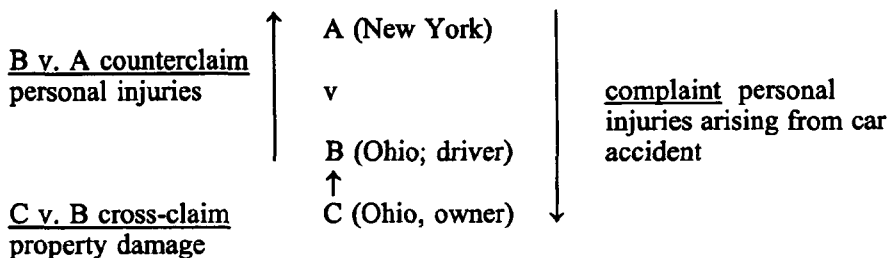 A (New York)
B v. A counterclaim
personal injuries
v
complaint personal
injuries arising from car
accident
B (Ohio; driver)
C v. B cross-claim
property damage
C (Ohio, owner)